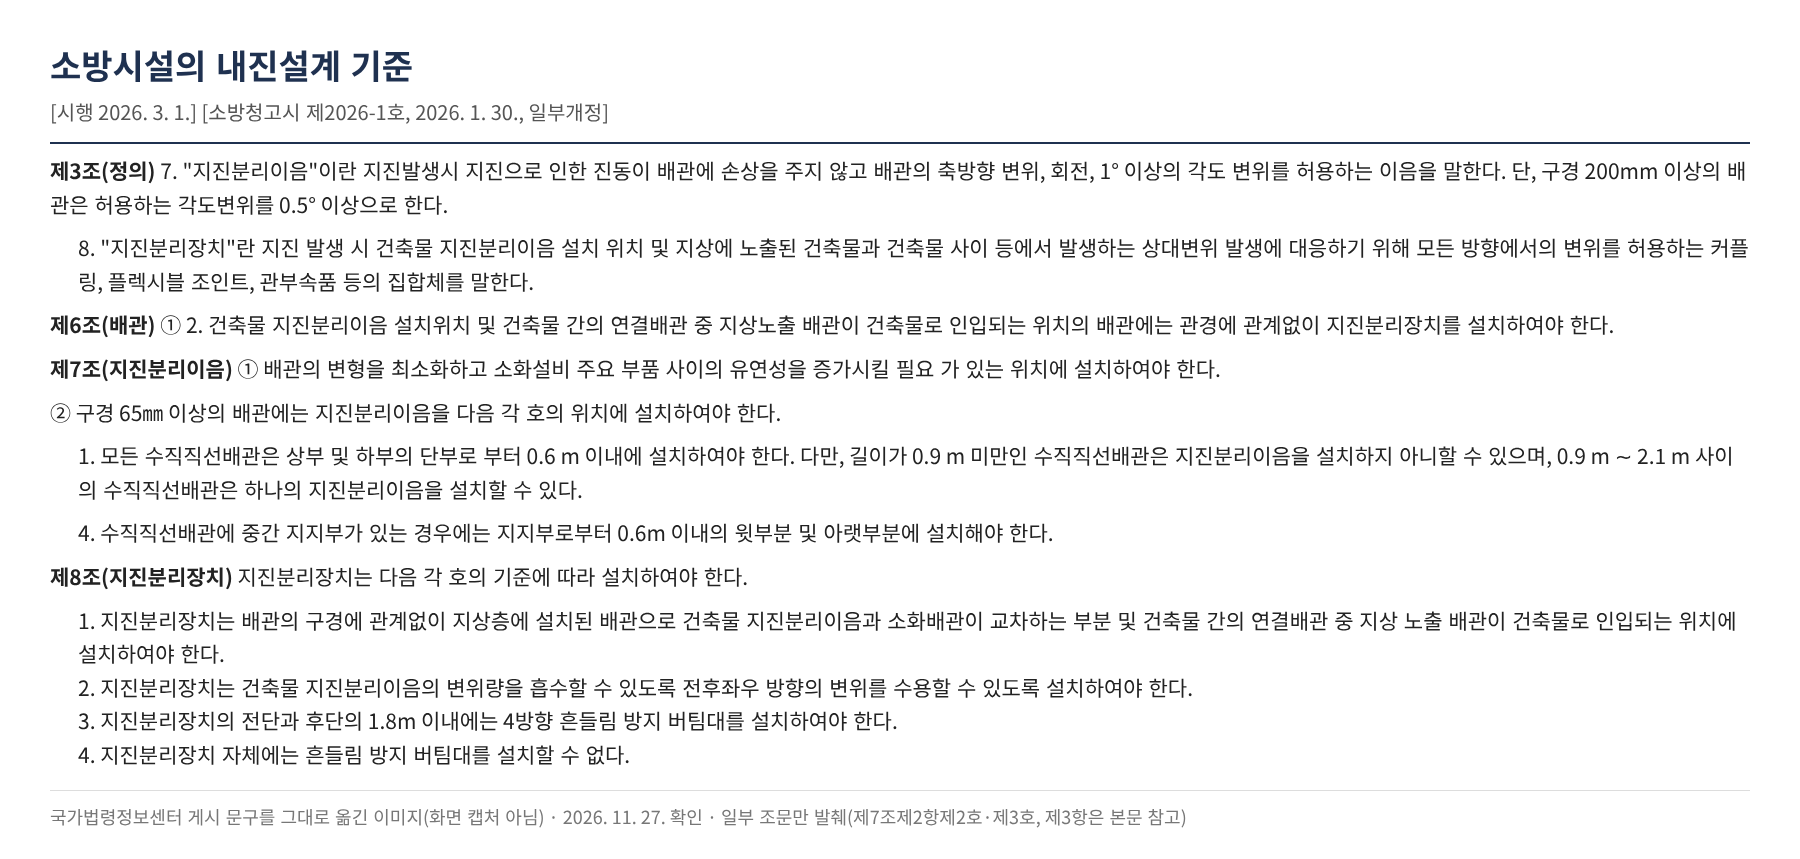 소방시설의 내진설계 기준
[시행 2026. 3. 1.] [소방청고시 제2026-1호, 2026. 1. 30., 일부개정]
제3조(정의) 7. "지진분리이음"이란 지진발생시 지진으로 인한 진동이 배관에 손상을 주지 않고 배관의 축방향 변위, 회전, 1° 이상의 각도 변위를 허용하는 이음을 말한다. 단, 구경 200mm 이상의 배
관은 허용하는 각도변위를 0.5° 이상으로 한다.
8. "지진분리장치"란 지진 발생 시 건축물 지진분리이음 설치 위치 및 지상에 노출된 건축물과 건축물 사이 등에서 발생하는 상대변위 발생에 대응하기 위해 모든 방향에서의 변위를 허용하는 커플
링, 플렉시블 조인트, 관부속품 등의 집합체를 말한다.
제6조(배관) ① 2. 건축물 지진분리이음 설치위치 및 건축물 간의 연결배관 중 지상노출 배관이 건축물로 인입되는 위치의 배관에는 관경에 관계없이 지진분리장치를 설치하여야 한다.
제7조(지진분리이음) ① 배관의 변형을 최소화하고 소화설비 주요 부품 사이의 유연성을 증가시킬 필요 가 있는 위치에 설치하여야 한다.
② 구경 65㎜ 이상의 배관에는 지진분리이음을 다음 각 호의 위치에 설치하여야 한다.
1. 모든 수직직선배관은 상부 및 하부의 단부로 부터 0.6 m 이내에 설치하여야 한다. 다만, 길이가 0.9 m 미만인 수직직선배관은 지진분리이음을 설치하지 아니할 수 있으며, 0.9 m ~ 2.1 m 사이
의 수직직선배관은 하나의 지진분리이음을 설치할 수 있다.
4. 수직직선배관에 중간 지지부가 있는 경우에는 지지부로부터 0.6m 이내의 윗부분 및 아랫부분에 설치해야 한다.
제8조(지진분리장치) 지진분리장치는 다음 각 호의 기준에 따라 설치하여야 한다.
1. 지진분리장치는 배관의 구경에 관계없이 지상층에 설치된 배관으로 건축물 지진분리이음과 소화배관이 교차하는 부분 및 건축물 간의 연결배관 중 지상 노출 배관이 건축물로 인입되는 위치에
설치하여야 한다.
2. 지진분리장치는 건축물 지진분리이음의 변위량을 흡수할 수 있도록 전후좌우 방향의 변위를 수용할 수 있도록 설치하여야 한다.
3. 지진분리장치의 전단과 후단의 1.8m 이내에는 4방향 흔들림 방지 버팀대를 설치하여야 한다.
4. 지진분리장치 자체에는 흔들림 방지 버팀대를 설치할 수 없다.
국가법령정보센터 게시 문구를 그대로 옮긴 이미지(화면 캡처 아님) · 2026. 11. 27. 확인 · 일부 조문만 발췌(제7조제2항제2호·제3호, 제3항은 본문 참고)